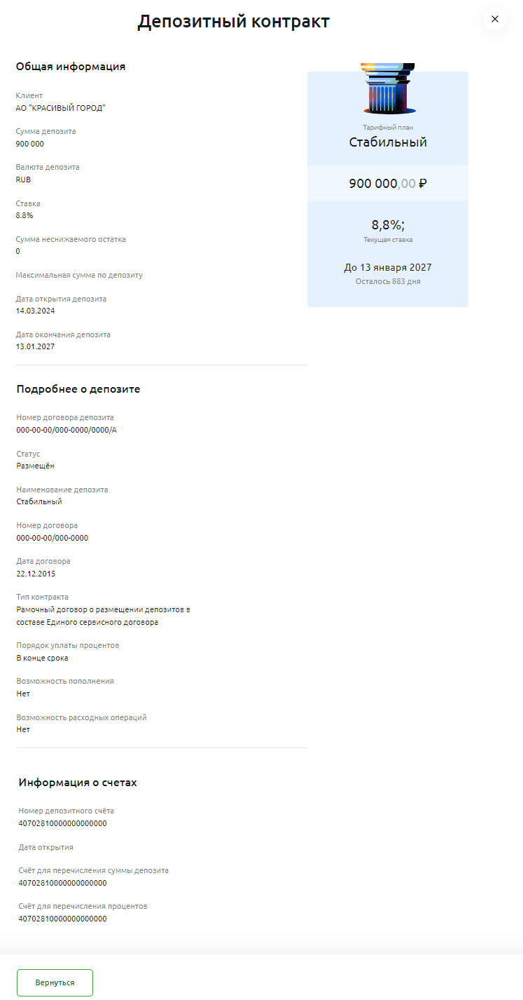 Депозитный контракт
Общая информация
Клиент
АО "КРАСИВЫЙ ГОРОД"
Сумма депозита
900 000
Валюта депозита
RUB
Ставка
8.8%
Сумма неснижаемого остатка
0
Максимальная сумма по депозиту
Дата открытия депозита
14.03.2024
Дата окончания депозита
13.01.2027
Тарифный план
Стабильный
900 000,00 ₽
8,8%;
Текущая ставка
До 13 января 2027
Осталось 883 дня
Подробнее о депозите
Номер договора депозита
000-00-00/000-0000/0000/А
Статус
Размещён
Наименование депозита
Стабильный
Номер договора
000-00-00/000-0000
Дата договора
22.12.2015
Тип контракта
Рамочный договор о размещении депозитов в
составе Единого сервисного договора
Порядок уплаты процентов
В конце срока
Возможность пополнения
Нет
Возможность расходных операций
Нет
Информация о счетах
Номер депозитного счёта
40702810000000000000
Дата открытия
Счёт для перечисления суммы депозита
40702810000000000000
Счёт для перечисления процентов
40702810000000000000
Вернуться